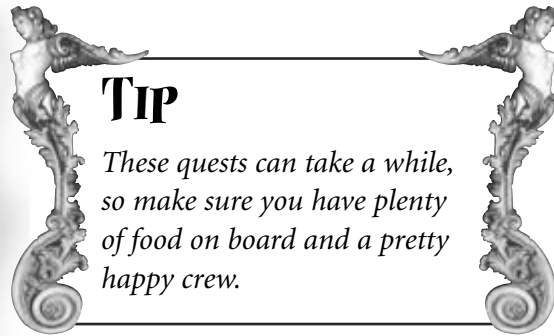 TIP
These quests can take a while,
so make sure you have plenty
of food on board and a pretty
happy crew.